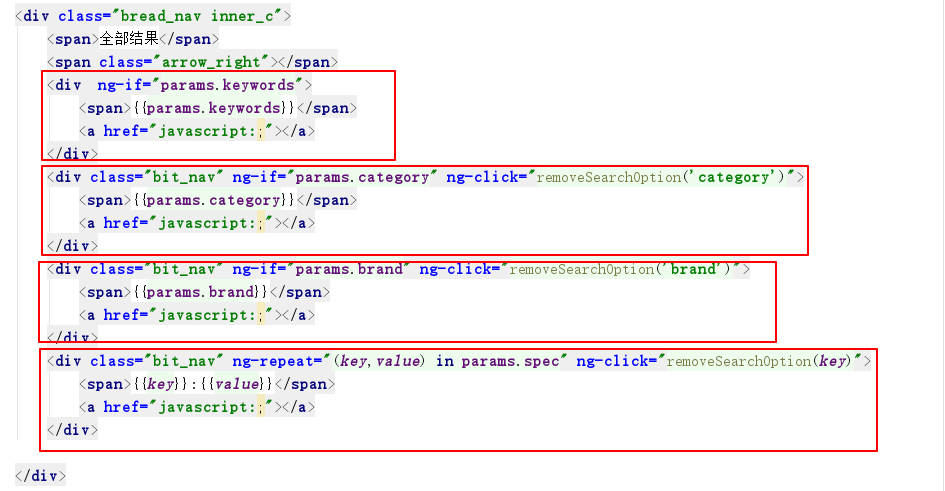 <div class="bread_nav inner_c">
<span>全部结果</span>
<span class="arrow_right"></span>
<div  ng-if="params.keywords">
<span>{{params.keywords}}</span>
<a href="javascript:;"></a>
</div>
<div class="bit_nav" ng-if="params.category" ng-click="removeSearchOption('category')">
<span>{{params.category}}</span>
<a href="javascript:;"></a>
</div>
<div class="bit_nav" ng-if="params.brand" ng-click="removeSearchOption('brand')">
<span>{{params.brand}}</span>
<a href="javascript:;"></a>
</div>
<div class="bit_nav" ng-repeat="(key,value) in params.spec" ng-click="removeSearchOption(key)">
<span>{{key}}:{{value}}</span>
<a href="javascript:;"></a>
</div>
</div>